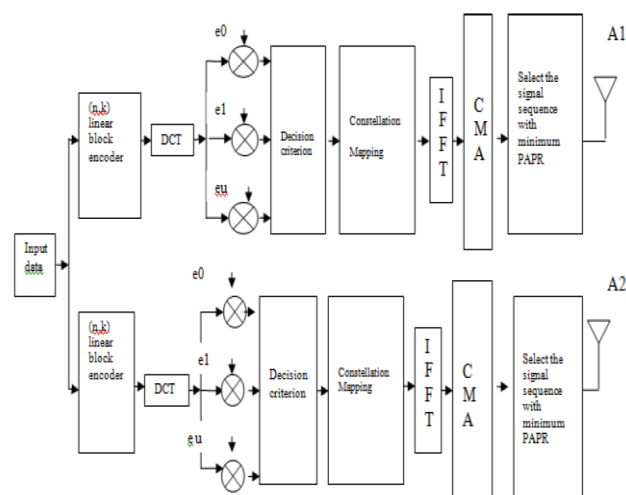 e0
A1
(n,k)
linear
block
encoder
DCT
e1
eu
Decision
criterion
Constellation
Mapping
I
F
F
T
C
M
A
Select the
signal
sequence
with
minimum
PAPR
Input
data
e0
A2
(n,k)
linear
block
encoder
DCT
e1
eu
Decision
criterion
Constellation
Mapping
I
F
F
T
C
M
A
Select the
signal
sequence
with
minimum
PAPR